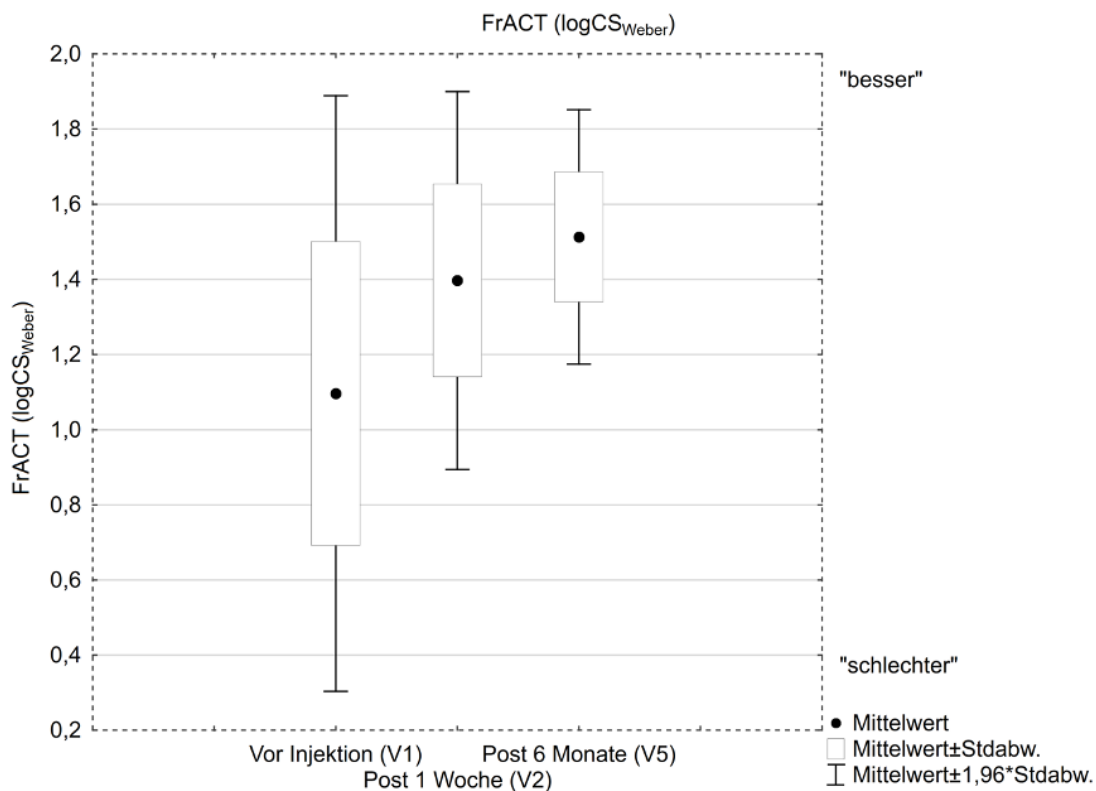 FrACT (logCS_Weber)
2,0
1,8
1,6
1,4
1,2
1,0
0,8
0,6
0,4
0,2
FrACT (logCS_Weber)
"besser"
"schlechter"
Vor Injektion (V1)
Post 1 Woche (V2)
Post 6 Monate (V5)
Mittelwert
Mittelwert±Stdabw.
Mittelwert±1,96*Stdabw.